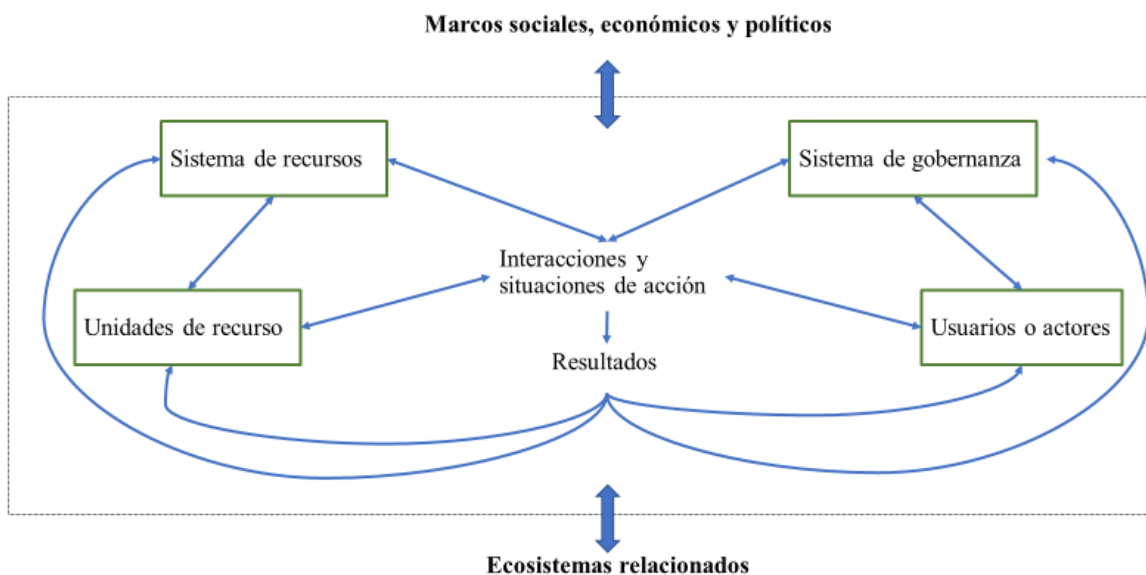 Marcos sociales, económicos y políticos
Sistema de recursos
Sistema de gobernanza
Interacciones y
situaciones de acción
Unidades de recurso
Usuarios o actores
Resultados
Ecosistemas relacionados